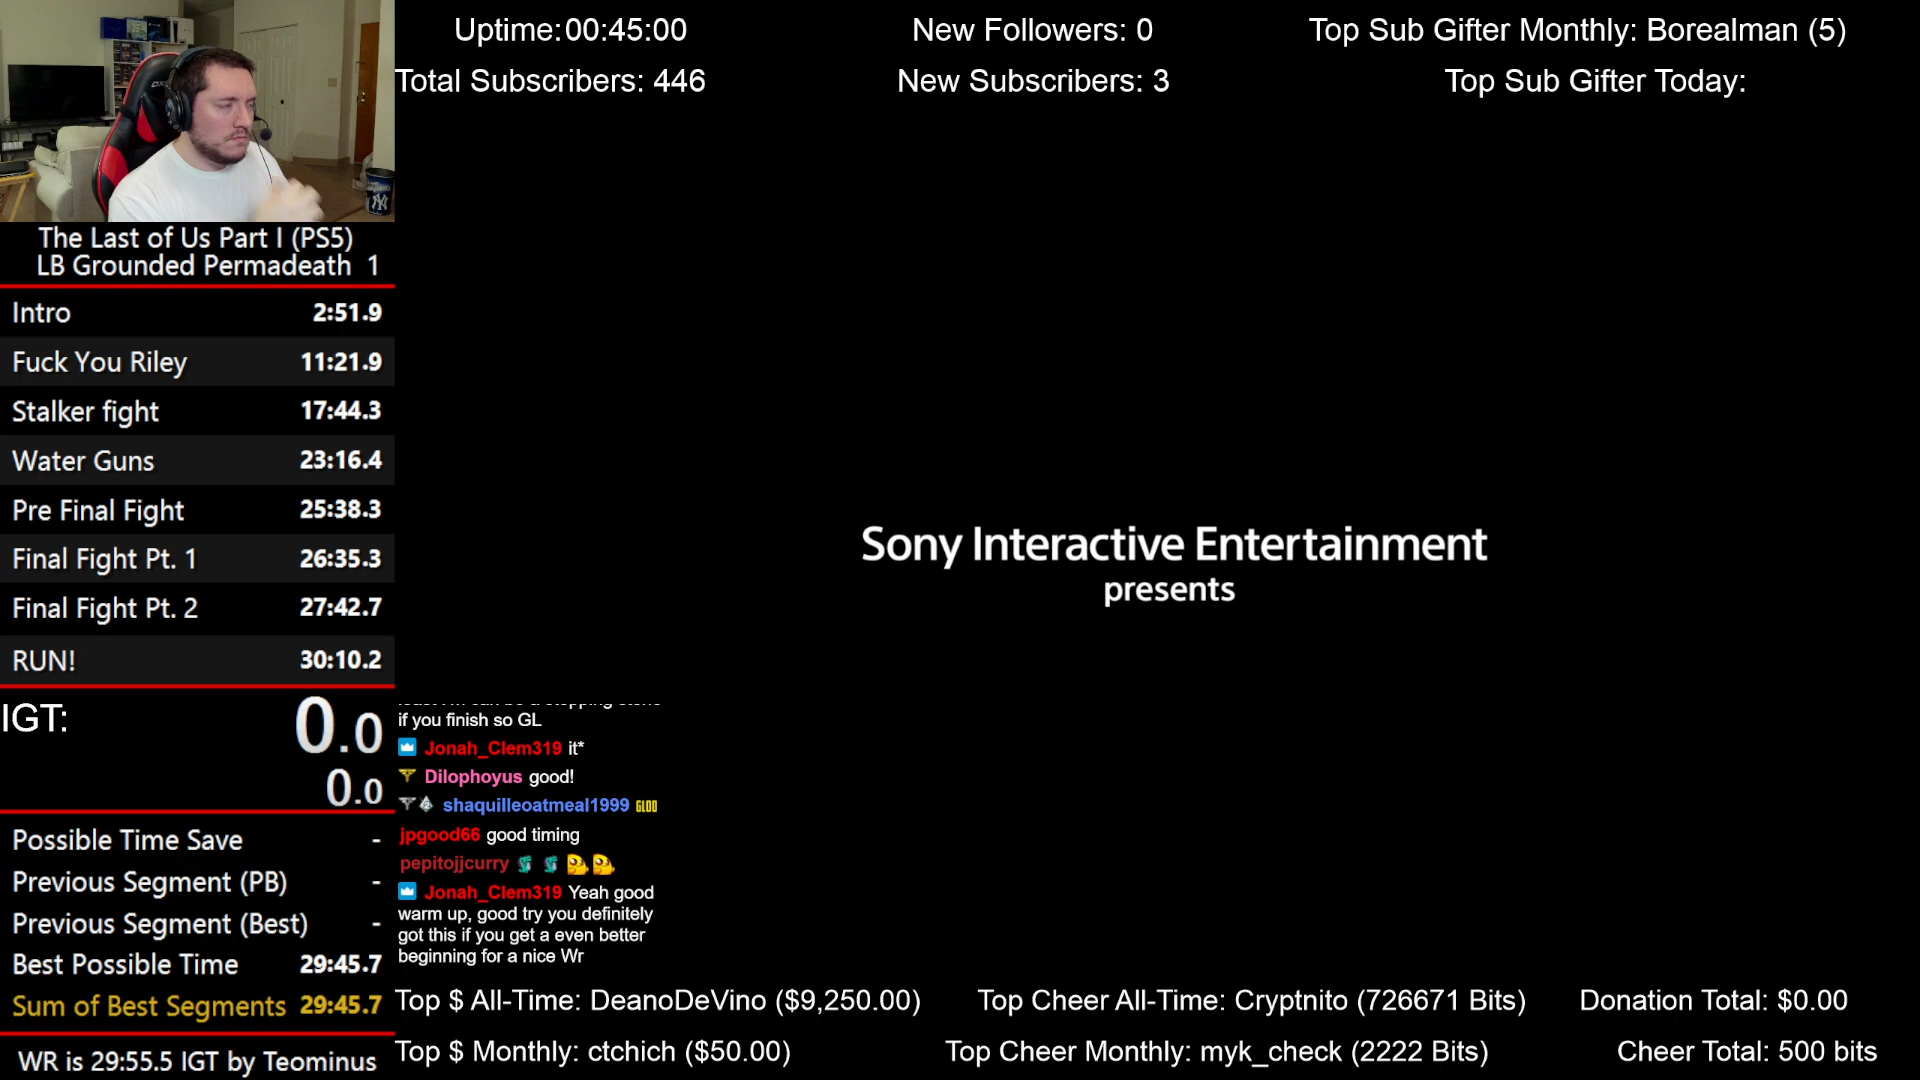 Uptime:00:45:00
New Followers: 0
Top Sub Gifter Monthly: Borealman (5)
Total Subscribers: 446
New Subscribers: 3
Top Sub Gifter Today:
The Last of Us Part I (PS5)
LB Grounded Permadeath 1
Intro 2:51.9
Fuck You Riley 11:21.9
Stalker fight 17:44.3
Water Guns 23:16.4
Pre Final Fight 25:38.3
Final Fight Pt. 1 26:35.3
Final Fight Pt. 2 27:42.7
RUN! 30:10.2
IGT: 0.0
0.0
Possible Time Save -
Previous Segment (PB) -
Previous Segment (Best) -
Best Possible Time 29:45.7
Sum of Best Segments 29:45.7
WR is 29:55.5 IGT by Teominus
Sony Interactive Entertainment
presents
if you finish so GL
Jonah_Clem319 it*
Dilophoyus good!
shaquilleoatmeal1999 GLOO
jpgood66 good timing
pepitojjcurry
Jonah_Clem319 Yeah good
warm up, good try you definitely
got this if you get a even better
beginning for a nice Wr
Top $ All-Time: DeanoDeVino ($9,250.00)
Top Cheer All-Time: Cryptnito (726671 Bits)
Donation Total: $0.00
Top $ Monthly: ctchich ($50.00)
Top Cheer Monthly: myk_check (2222 Bits)
Cheer Total: 500 bits